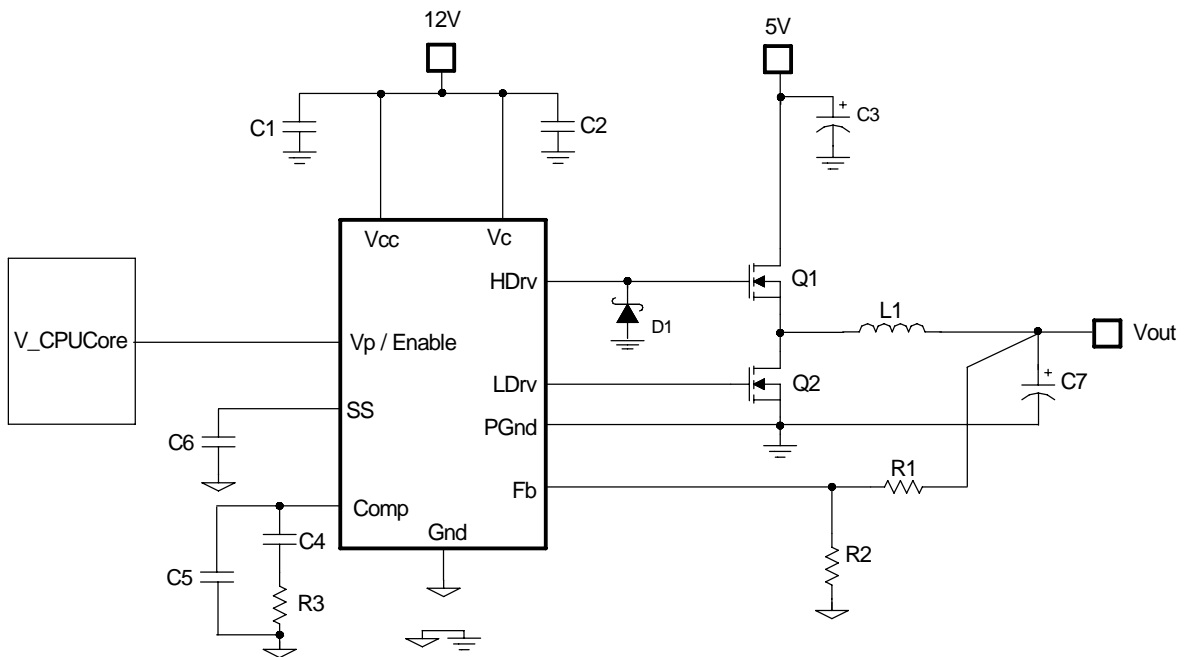 12V
5V
C1
C2
C3
+
Vcc
Vc
HDrv
Q1
D1
L1
V_CPUCore
Vp / Enable
Vout
LDrv
Q2
+
C7
SS
PGnd
C6
R1
Fb
Comp
Gnd
C4
R2
C5
R3